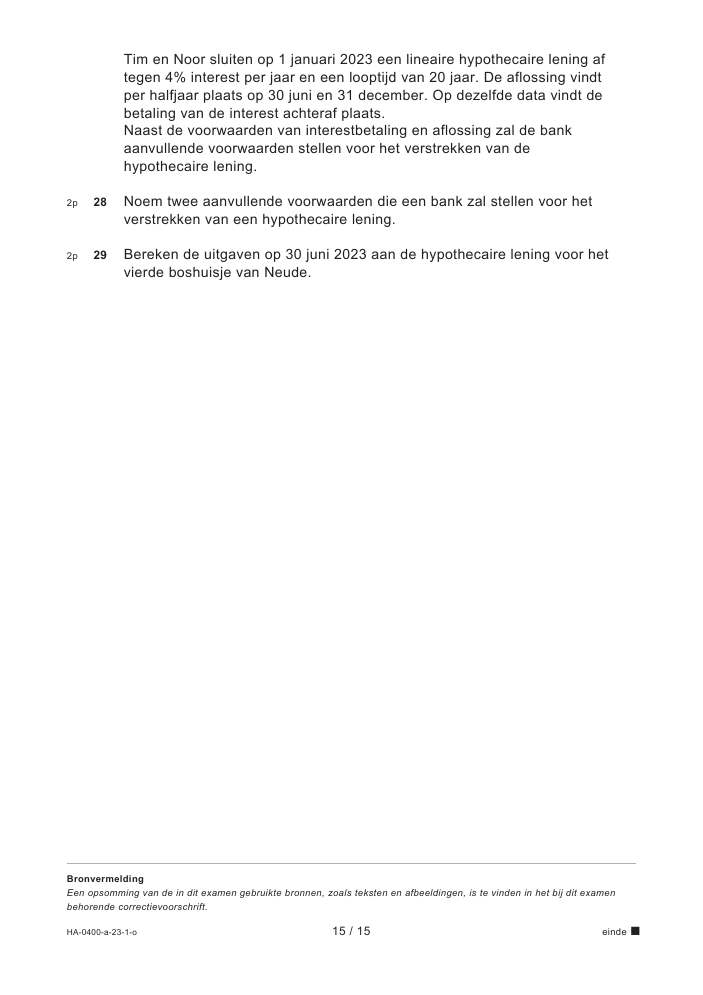 Tim en Noor sluiten op 1 januari 2023 een lineaire hypothecaire lening af
tegen 4% interest per jaar en een looptijd van 20 jaar. De aflossing vindt
per halfjaar plaats op 30 juni en 31 december. Op dezelfde data vindt de
betaling van de interest achteraf plaats.
Naast de voorwaarden van interestbetaling en aflossing zal de bank
aanvullende voorwaarden stellen voor het verstrekken van de
hypothecaire lening.
2p 28 Noem twee aanvullende voorwaarden die een bank zal stellen voor het
verstrekken van een hypothecaire lening.
2p 29 Bereken de uitgaven op 30 juni 2023 aan de hypothecaire lening voor het
vierde boshuisje van Neude.
Bronvermelding
Een opsomming van de in dit examen gebruikte bronnen, zoals teksten en afbeeldingen, is te vinden in het bij dit examen
behorende correctievoorschrift.
HA-0400-a-23-1-o 15 / 15 einde ■